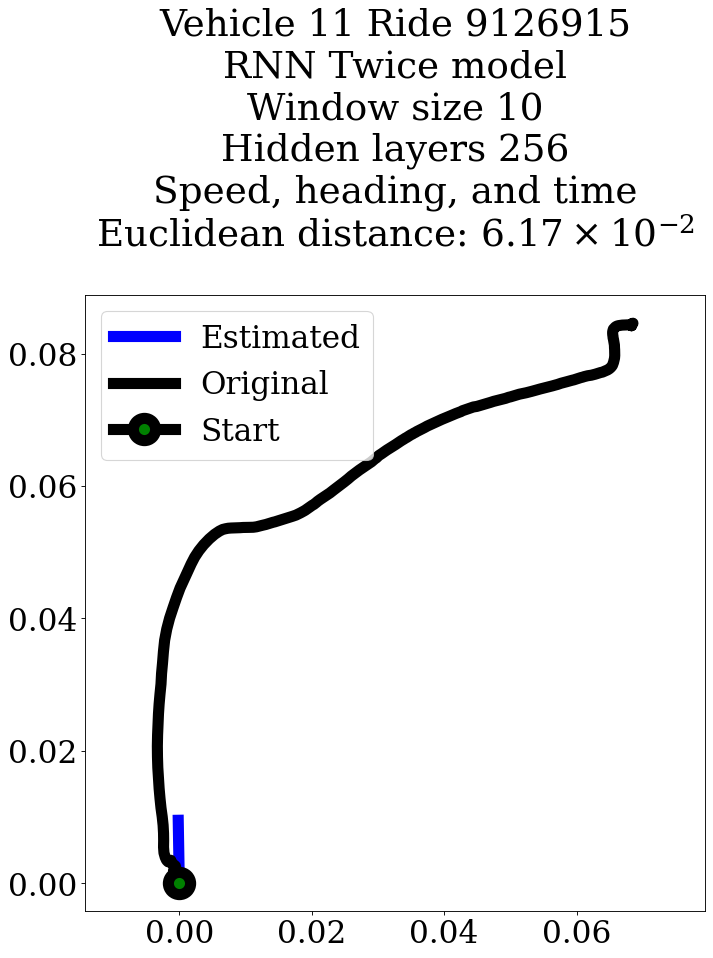 Vehicle 11 Ride 9126915
RNN Twice model
Window size 10
Hidden layers 256
Speed, heading, and time
Euclidean distance: 6.17 × 10⁻²
Estimated
Original
Start
0.08
0.06
0.04
0.02
0.00
0.00 0.02 0.04 0.06